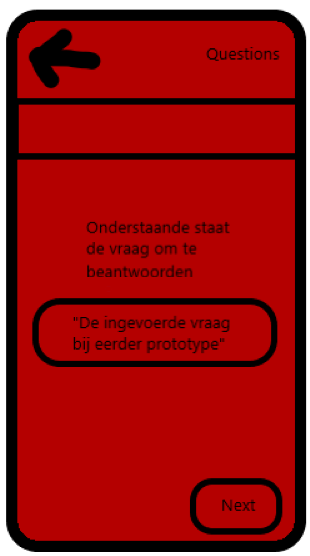 Questions
Onderstaande staat
de vraag om te
beantwoorden
"De ingevoerde vraag
bij eerder prototype"
Next